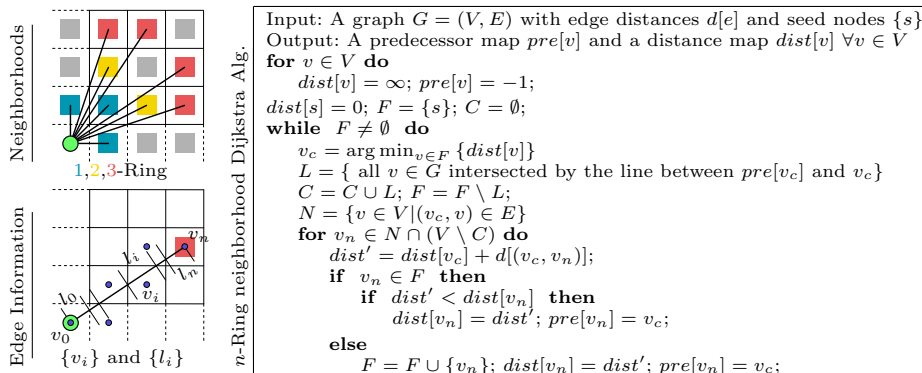 Neighborhoods
1,2,3-Ring
Edge Information
l_0
l_i
l_n
v_n
v_i
v_0
{v_i} and {l_i}
n-Ring neighborhood Dijkstra Alg.
Input: A graph G = (V, E) with edge distances d[e] and seed nodes {s}
Output: A predecessor map pre[v] and a distance map dist[v] ∀v ∈ V
for v ∈ V do
dist[v] = ∞; pre[v] = −1;
dist[s] = 0; F = {s}; C = ∅;
while F ≠ ∅ do
v_c = arg min_{v∈F} {dist[v]}
L = { all v ∈ G intersected by the line between pre[v_c] and v_c}
C = C ∪ L; F = F \ L;
N = {v ∈ V|(v_c, v) ∈ E}
for v_n ∈ N ∩ (V \ C) do
dist′ = dist[v_c] + d[(v_c, v_n)];
if v_n ∈ F then
if dist′ < dist[v_n] then
dist[v_n] = dist′; pre[v_n] = v_c;
else
F = F ∪ {v_n}; dist[v_n] = dist′; pre[v_n] = v_c;